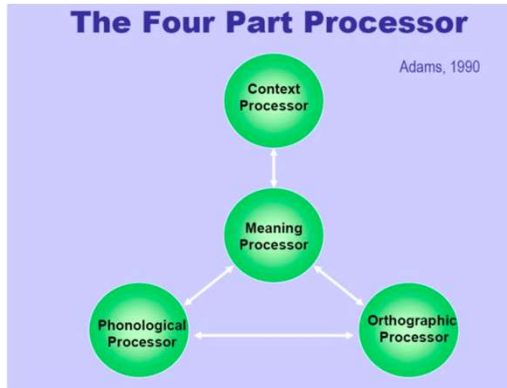 The Four Part Processor
Adams, 1990
Context
Processor
Meaning
Processor
Phonological
Processor
Orthographic
Processor